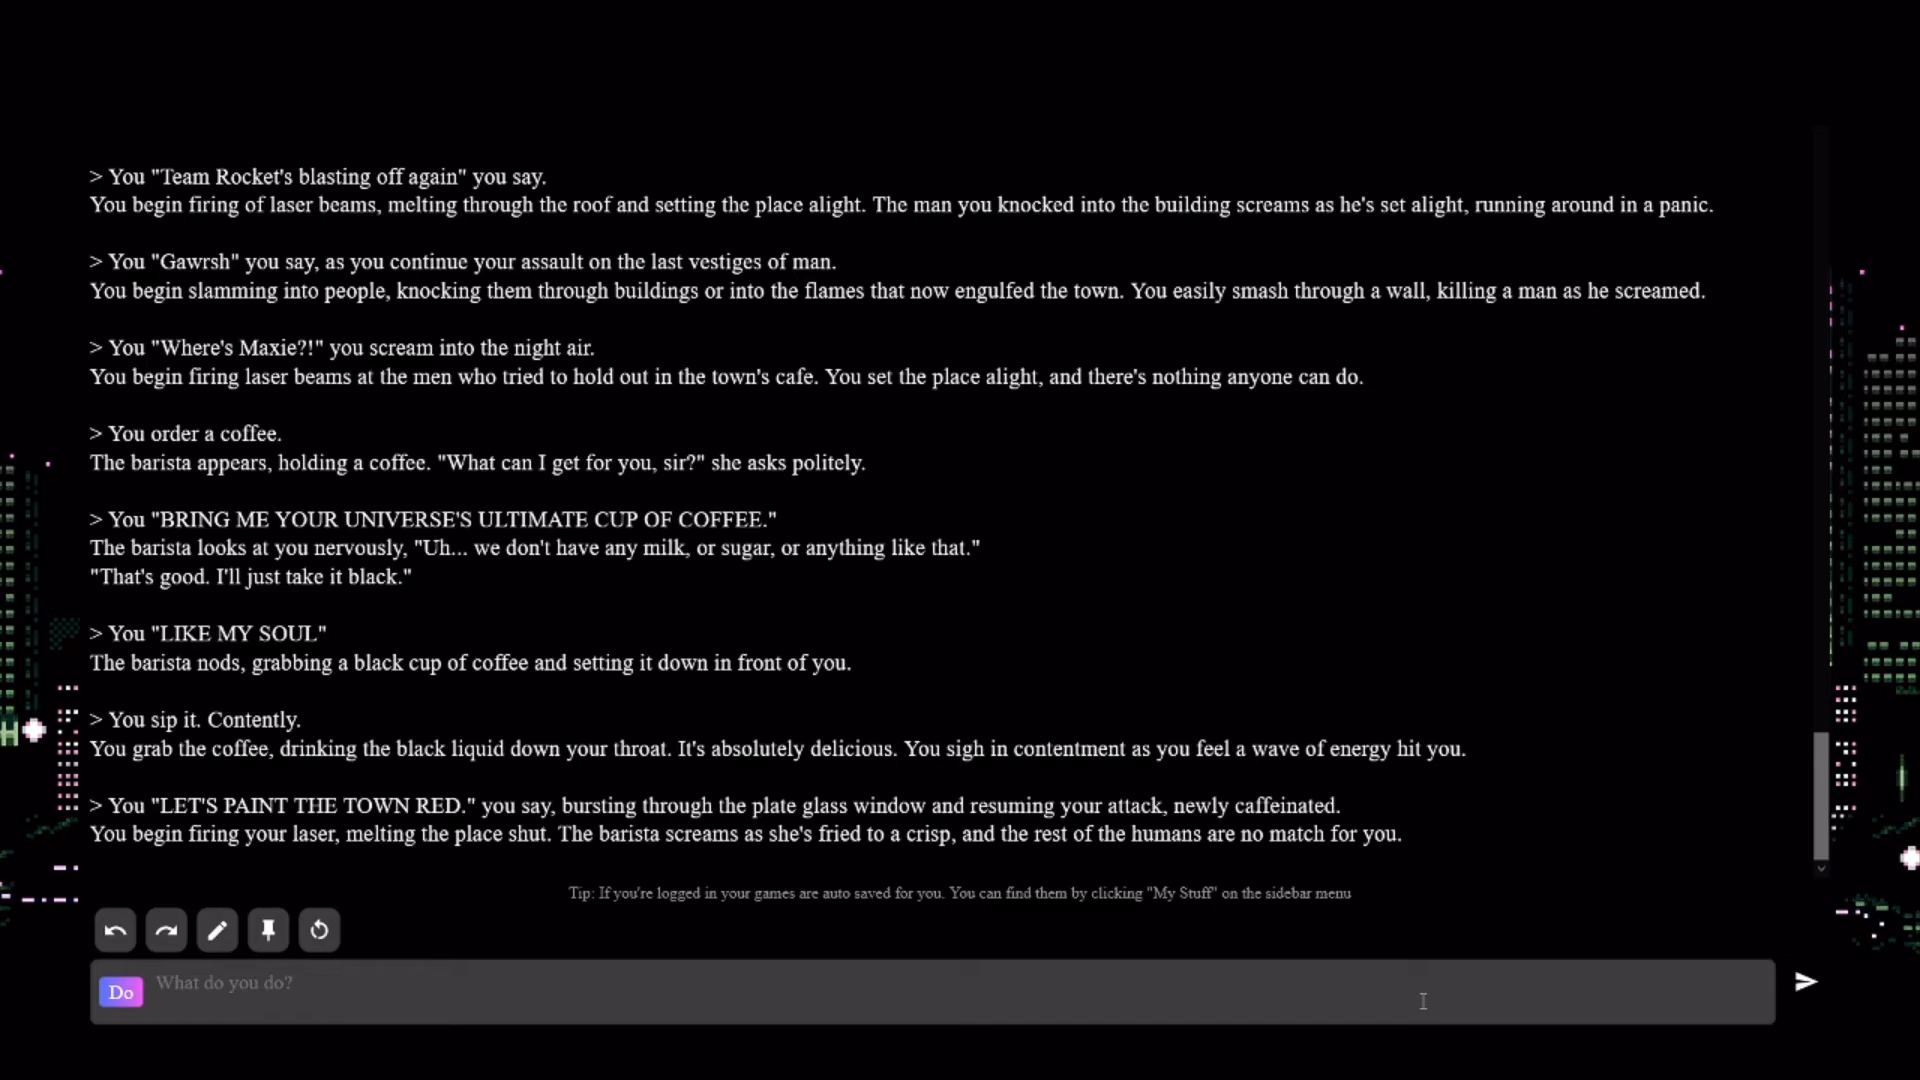 > You "Team Rocket's blasting off again" you say.
You begin firing of laser beams, melting through the roof and setting the place alight. The man you knocked into the building screams as he's set alight, running around in a panic.
> You "Gawrsh" you say, as you continue your assault on the last vestiges of man.
You begin slamming into people, knocking them through buildings or into the flames that now engulfed the town. You easily smash through a wall, killing a man as he screamed.
> You "Where's Maxie?!" you scream into the night air.
You begin firing laser beams at the men who tried to hold out in the town's cafe. You set the place alight, and there's nothing anyone can do.
> You order a coffee.
The barista appears, holding a coffee. "What can I get for you, sir?" she asks politely.
> You "BRING ME YOUR UNIVERSE'S ULTIMATE CUP OF COFFEE."
The barista looks at you nervously, "Uh... we don't have any milk, or sugar, or anything like that."
"That's good. I'll just take it black."
> You "LIKE MY SOUL"
The barista nods, grabbing a black cup of coffee and setting it down in front of you.
> You sip it. Contently.
You grab the coffee, drinking the black liquid down your throat. It's absolutely delicious. You sigh in contentment as you feel a wave of energy hit you.
> You "LET'S PAINT THE TOWN RED." you say, bursting through the plate glass window and resuming your attack, newly caffeinated.
You begin firing your laser, melting the place shut. The barista screams as she's fried to a crisp, and the rest of the humans are no match for you.
Tip: If you're logged in your games are auto saved for you. You can find them by clicking "My Stuff" on the sidebar menu
Do What do you do?